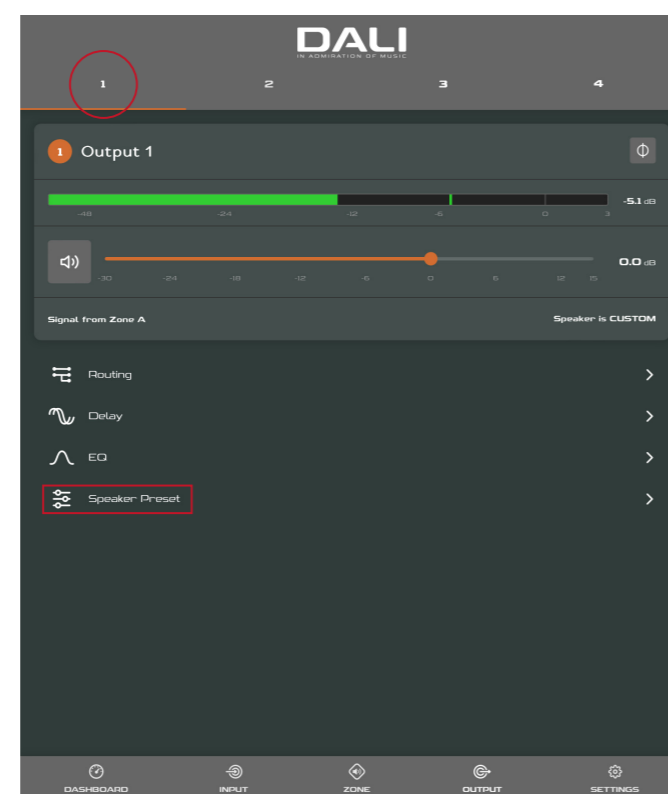 DALI
IN ADMIRATION OF MUSIC
1 2 3 4
1 Output 1
-48 -24 -12 -6 0 3 -5.1 dB
-30 -24 -18 -12 -6 0 6 12 15 0.0 dB
Signal from Zone A Speaker is CUSTOM
Routing
Delay
EQ
Speaker Preset
DASHBOARD INPUT ZONE OUTPUT SETTINGS